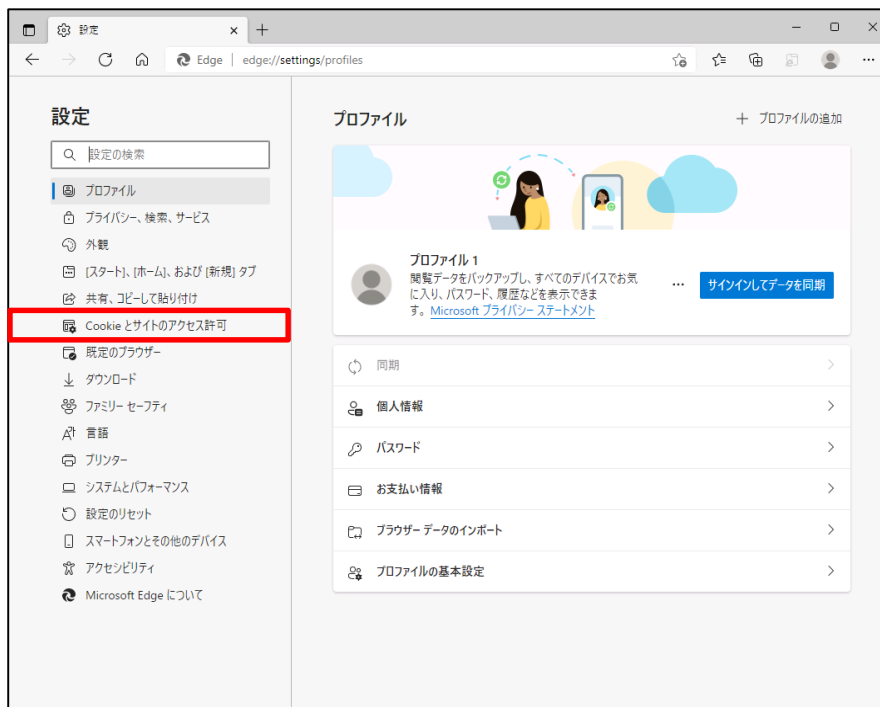 設定
Edge | edge://settings/profiles
設定
設定の検索
プロファイル
プライバシー、検索、サービス
外観
[スタート]、[ホーム]、および [新規] タブ
共有、コピーして貼り付け
Cookie とサイトのアクセス許可
既定のブラウザー
ダウンロード
ファミリー セーフティ
言語
プリンター
システムとパフォーマンス
設定のリセット
スマートフォンとその他のデバイス
アクセシビリティ
Microsoft Edge について
プロファイル
プロファイルの追加
プロファイル 1
閲覧データをバックアップし、すべてのデバイスでお気
に入り、パスワード、履歴などを表示できま
す。Microsoft プライバシー ステートメント
サインインしてデータを同期
同期
個人情報
パスワード
お支払い情報
ブラウザー データのインポート
プロファイルの基本設定